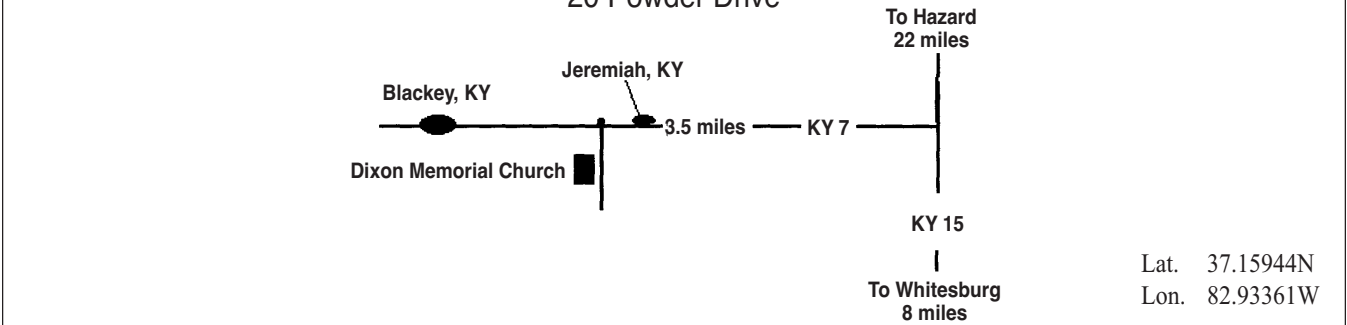 20 Powder Drive
To Hazard
22 miles
Jeremiah, KY
Blackey, KY
3.5 miles
KY 7
Dixon Memorial Church
KY 15
To Whitesburg
8 miles
Lat. 37.15944N
Lon. 82.93361W